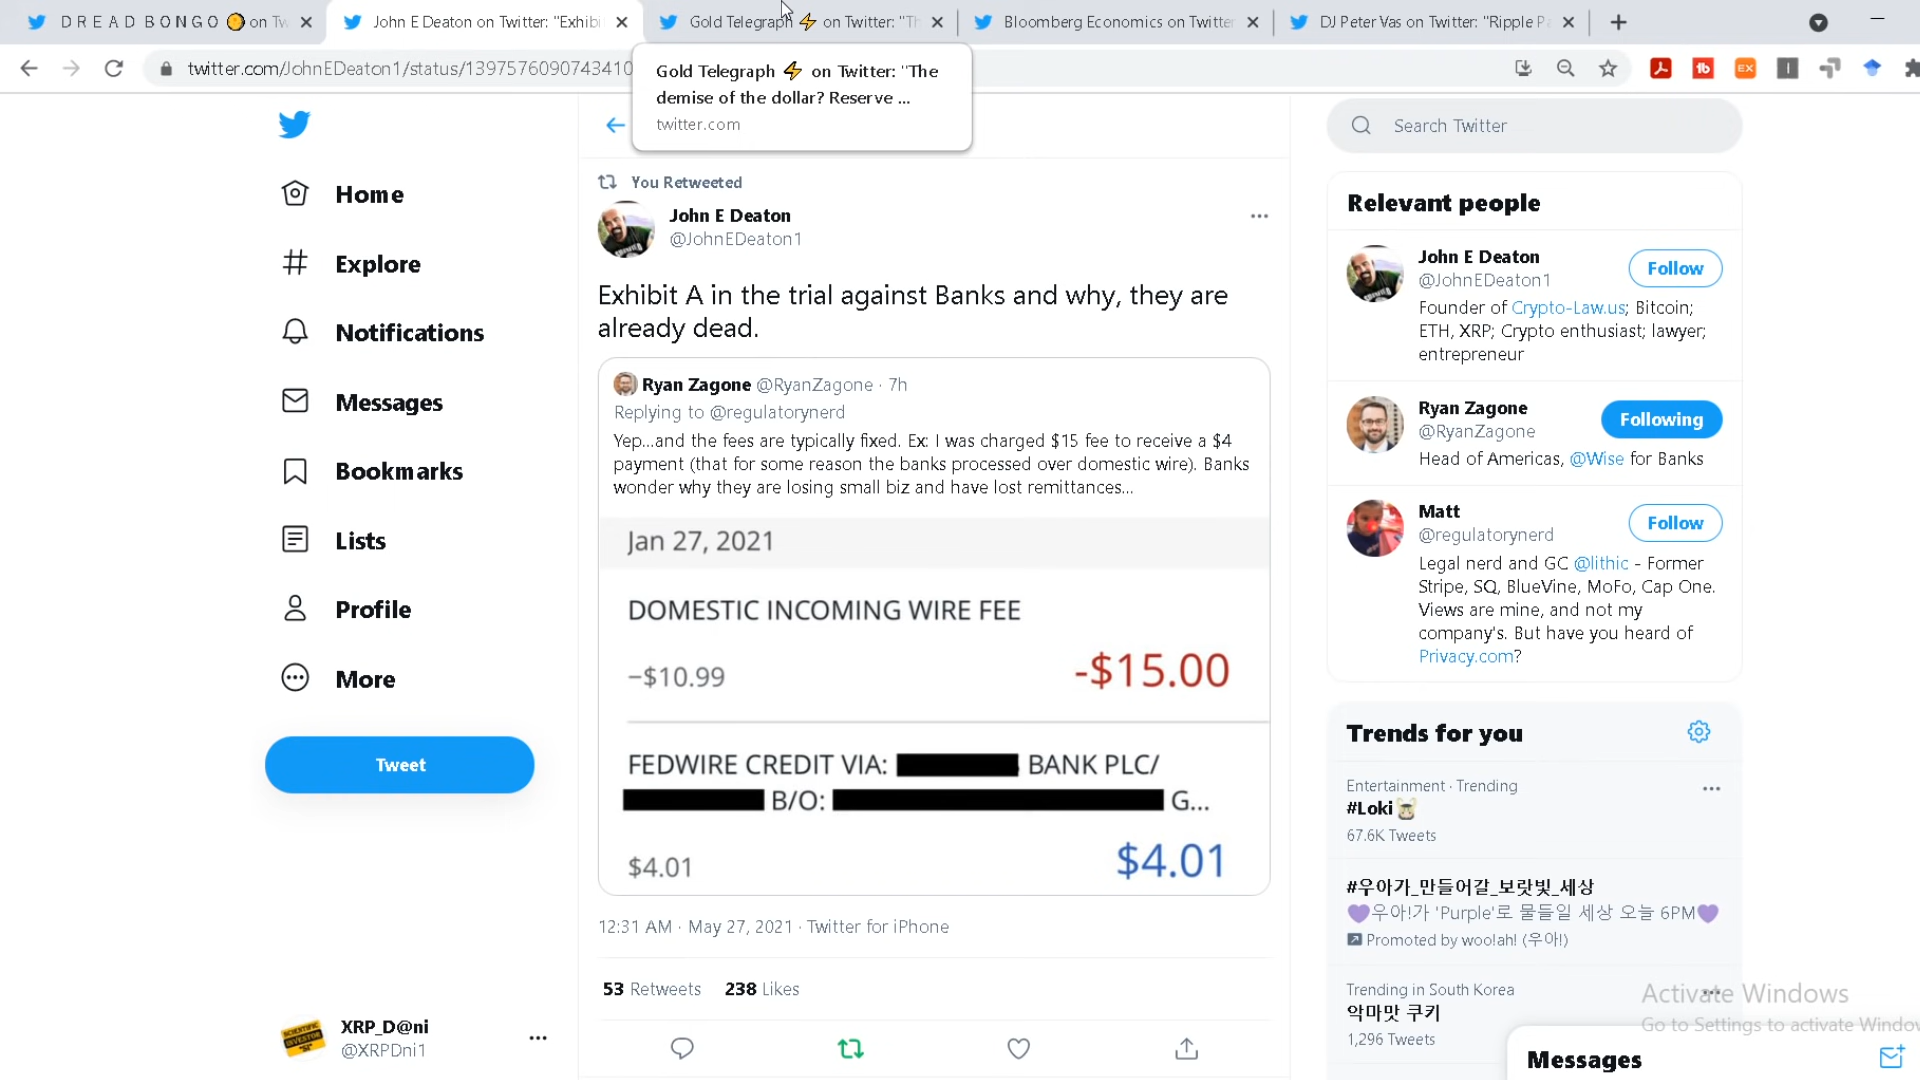 D R E A D B O N G O on Tw
John E Deaton on Twitter: "Exhibi
Gold Telegraph ⚡ on Twitter: "Th
Bloomberg Economics on Twitter
DJ Peter Vas on Twitter: "Ripple P
twitter.com/JohnEDeaton1/status/1397576090743410
Gold Telegraph ⚡ on Twitter: "The
demise of the dollar? Reserve ...
twitter.com
Home
Explore
Notifications
Messages
Bookmarks
Lists
Profile
More
Tweet
XRP_D@ni
@XRPDni1
You Retweeted
John E Deaton
@JohnEDeaton1
Exhibit A in the trial against Banks and why, they are
already dead.
Ryan Zagone @RyanZagone · 7h
Replying to @regulatorynerd
Yep...and the fees are typically fixed. Ex: I was charged $15 fee to receive a $4
payment (that for some reason the banks processed over domestic wire). Banks
wonder why they are losing small biz and have lost remittances...
Jan 27, 2021
DOMESTIC INCOMING WIRE FEE
−$10.99 -$15.00
FEDWIRE CREDIT VIA: BANK PLC/
B/O: G...
$4.01 $4.01
12:31 AM · May 27, 2021 · Twitter for iPhone
53 Retweets 238 Likes
Search Twitter
Relevant people
John E Deaton
@JohnEDeaton1
Follow
Founder of Crypto-Law.us; Bitcoin;
ETH, XRP; Crypto enthusiast; lawyer;
entrepreneur
Ryan Zagone
@RyanZagone
Following
Head of Americas, @Wise for Banks
Matt
@regulatorynerd
Follow
Legal nerd and GC @lithic - Former
Stripe, SQ, BlueVine, MoFo, Cap One.
Views are mine, and not my
company's. But have you heard of
Privacy.com?
Trends for you
Entertainment · Trending
#Loki
67.6K Tweets
#우아가_만들어갈_보랏빛_세상
💜우아!가 'Purple'로 물들일 세상 오늘 6PM💜
Promoted by woo!ah! (우아!)
Trending in South Korea
악마맛 쿠키
1,296 Tweets
Activate Windows
Go to Settings to activate Window
Messages